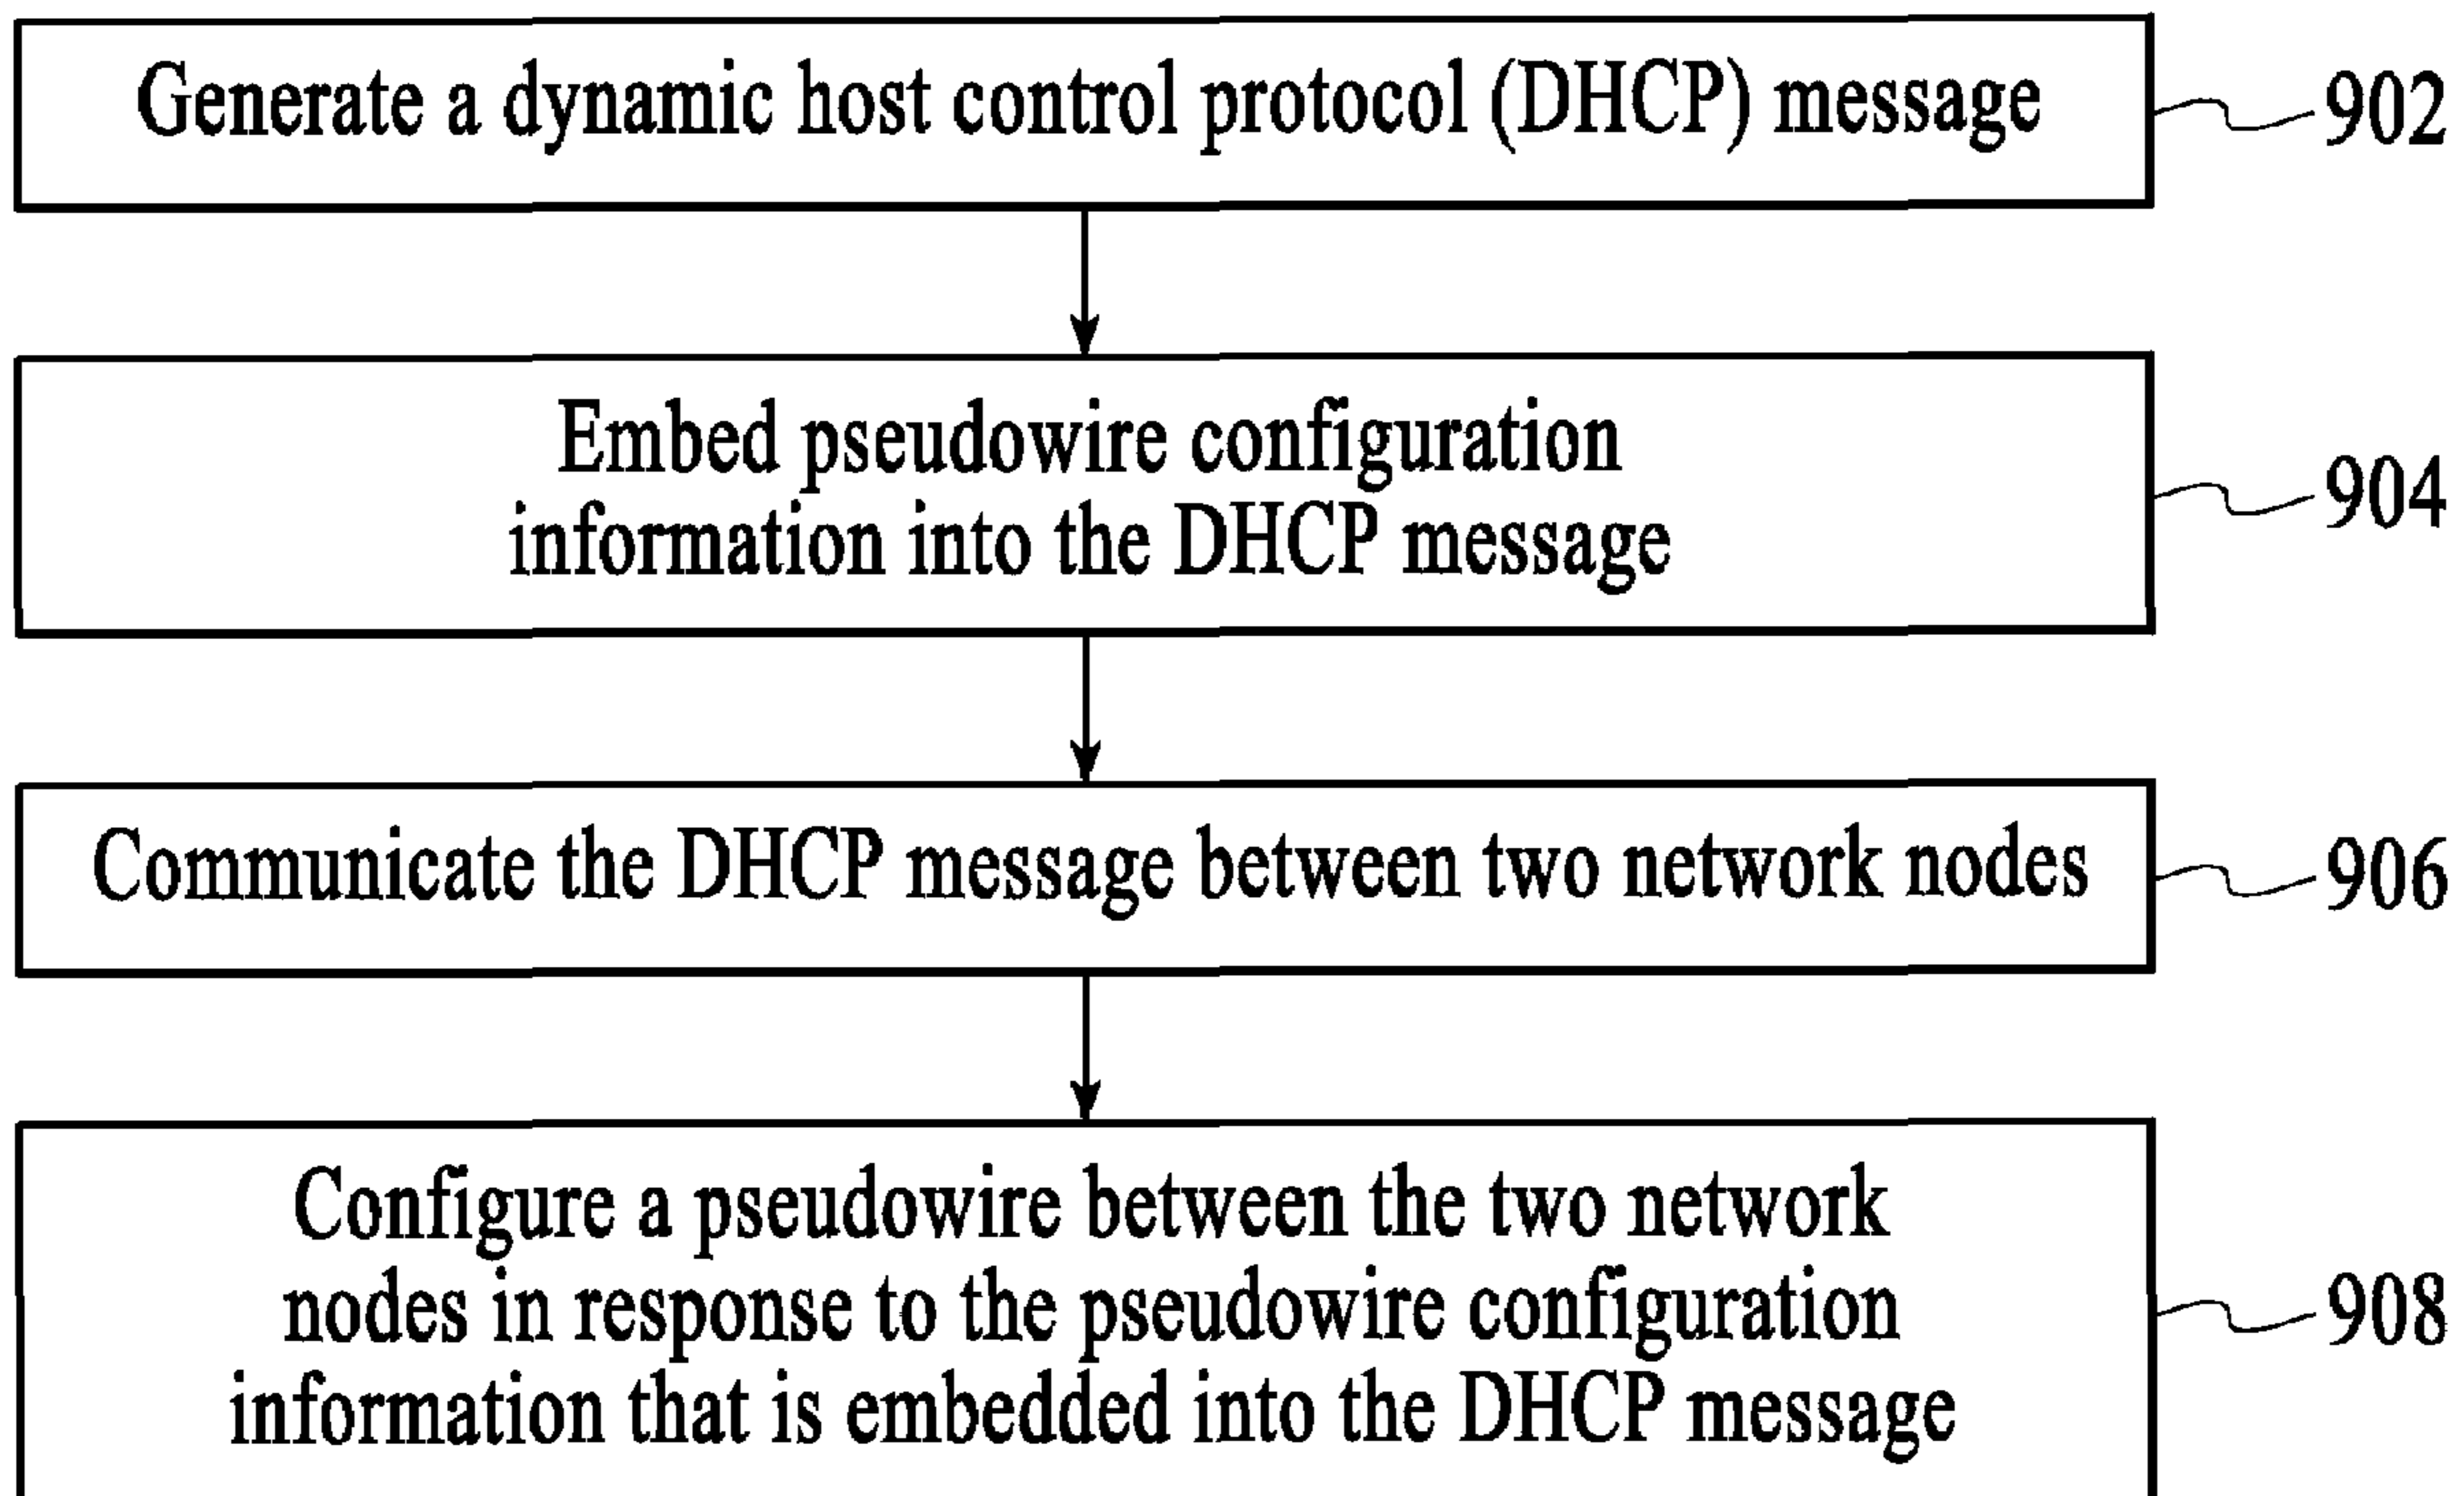 Generate a dynamic host control protocol (DHCP) message
902
Embed pseudowire configuration
information into the DHCP message
904
Communicate the DHCP message between two network nodes
906
Configure a pseudowire between the two network
nodes in response to the pseudowire configuration
information that is embedded into the DHCP message
908